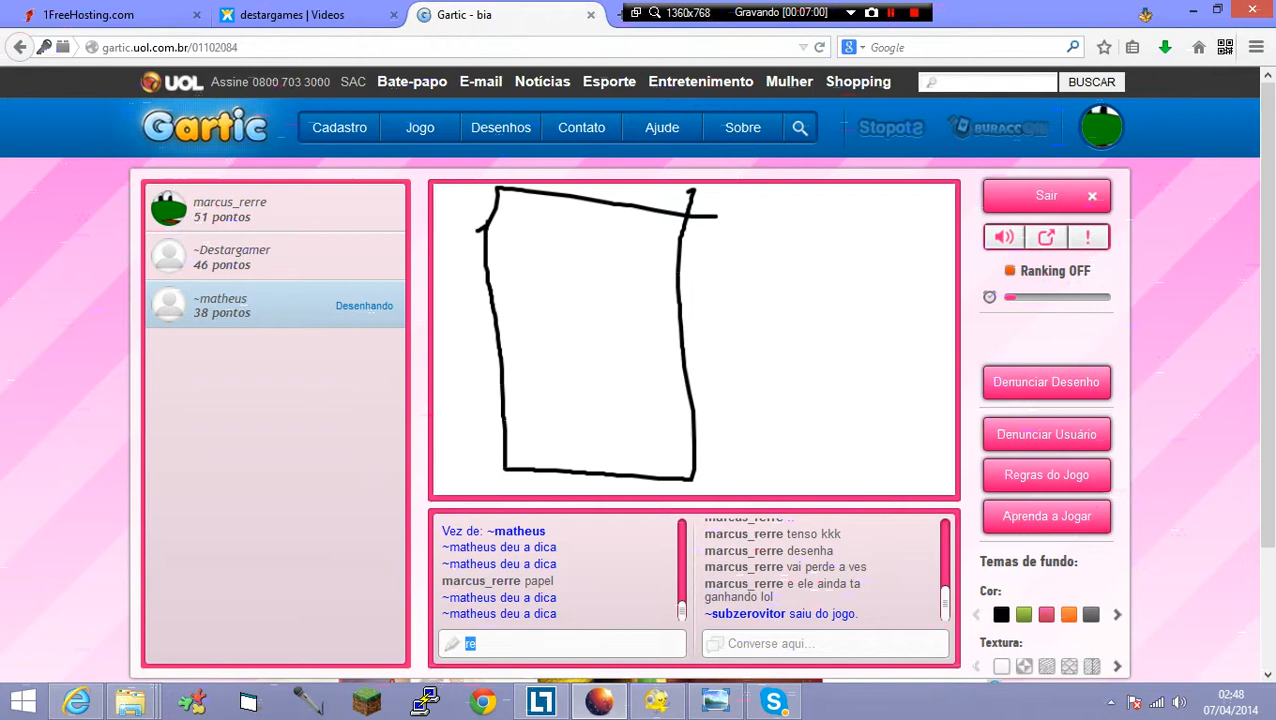 1FreeHosting.com
destargames | Videos
Gartic - bia
1360x768
Gravando [00:07:00]
gartic.uol.com.br/01102084
Google
UOL Assine 0800 703 3000 SAC Bate-papo E-mail Notícias Esporte Entretenimento Mulher Shopping BUSCAR
Gartic Cadastro Jogo Desenhos Contato Ajude Sobre StopotS BURACO
marcus_rerre
51 pontos
~Destargamer
46 pontos
~matheus
38 pontos
Desenhando
Sair
Ranking OFF
Denunciar Desenho
Denunciar Usuário
Regras do Jogo
Aprenda a Jogar
Temas de fundo:
Cor:
Textura:
Vez de: ~matheus
~matheus deu a dica
~matheus deu a dica
marcus_rerre papel
~matheus deu a dica
~matheus deu a dica
re
marcus_rerre ..
marcus_rerre tenso kkk
marcus_rerre desenha
marcus_rerre vai perde a ves
marcus_rerre e ele ainda ta
ganhando lol
~subzerovitor saiu do jogo.
Converse aqui...
02:48
07/04/2014